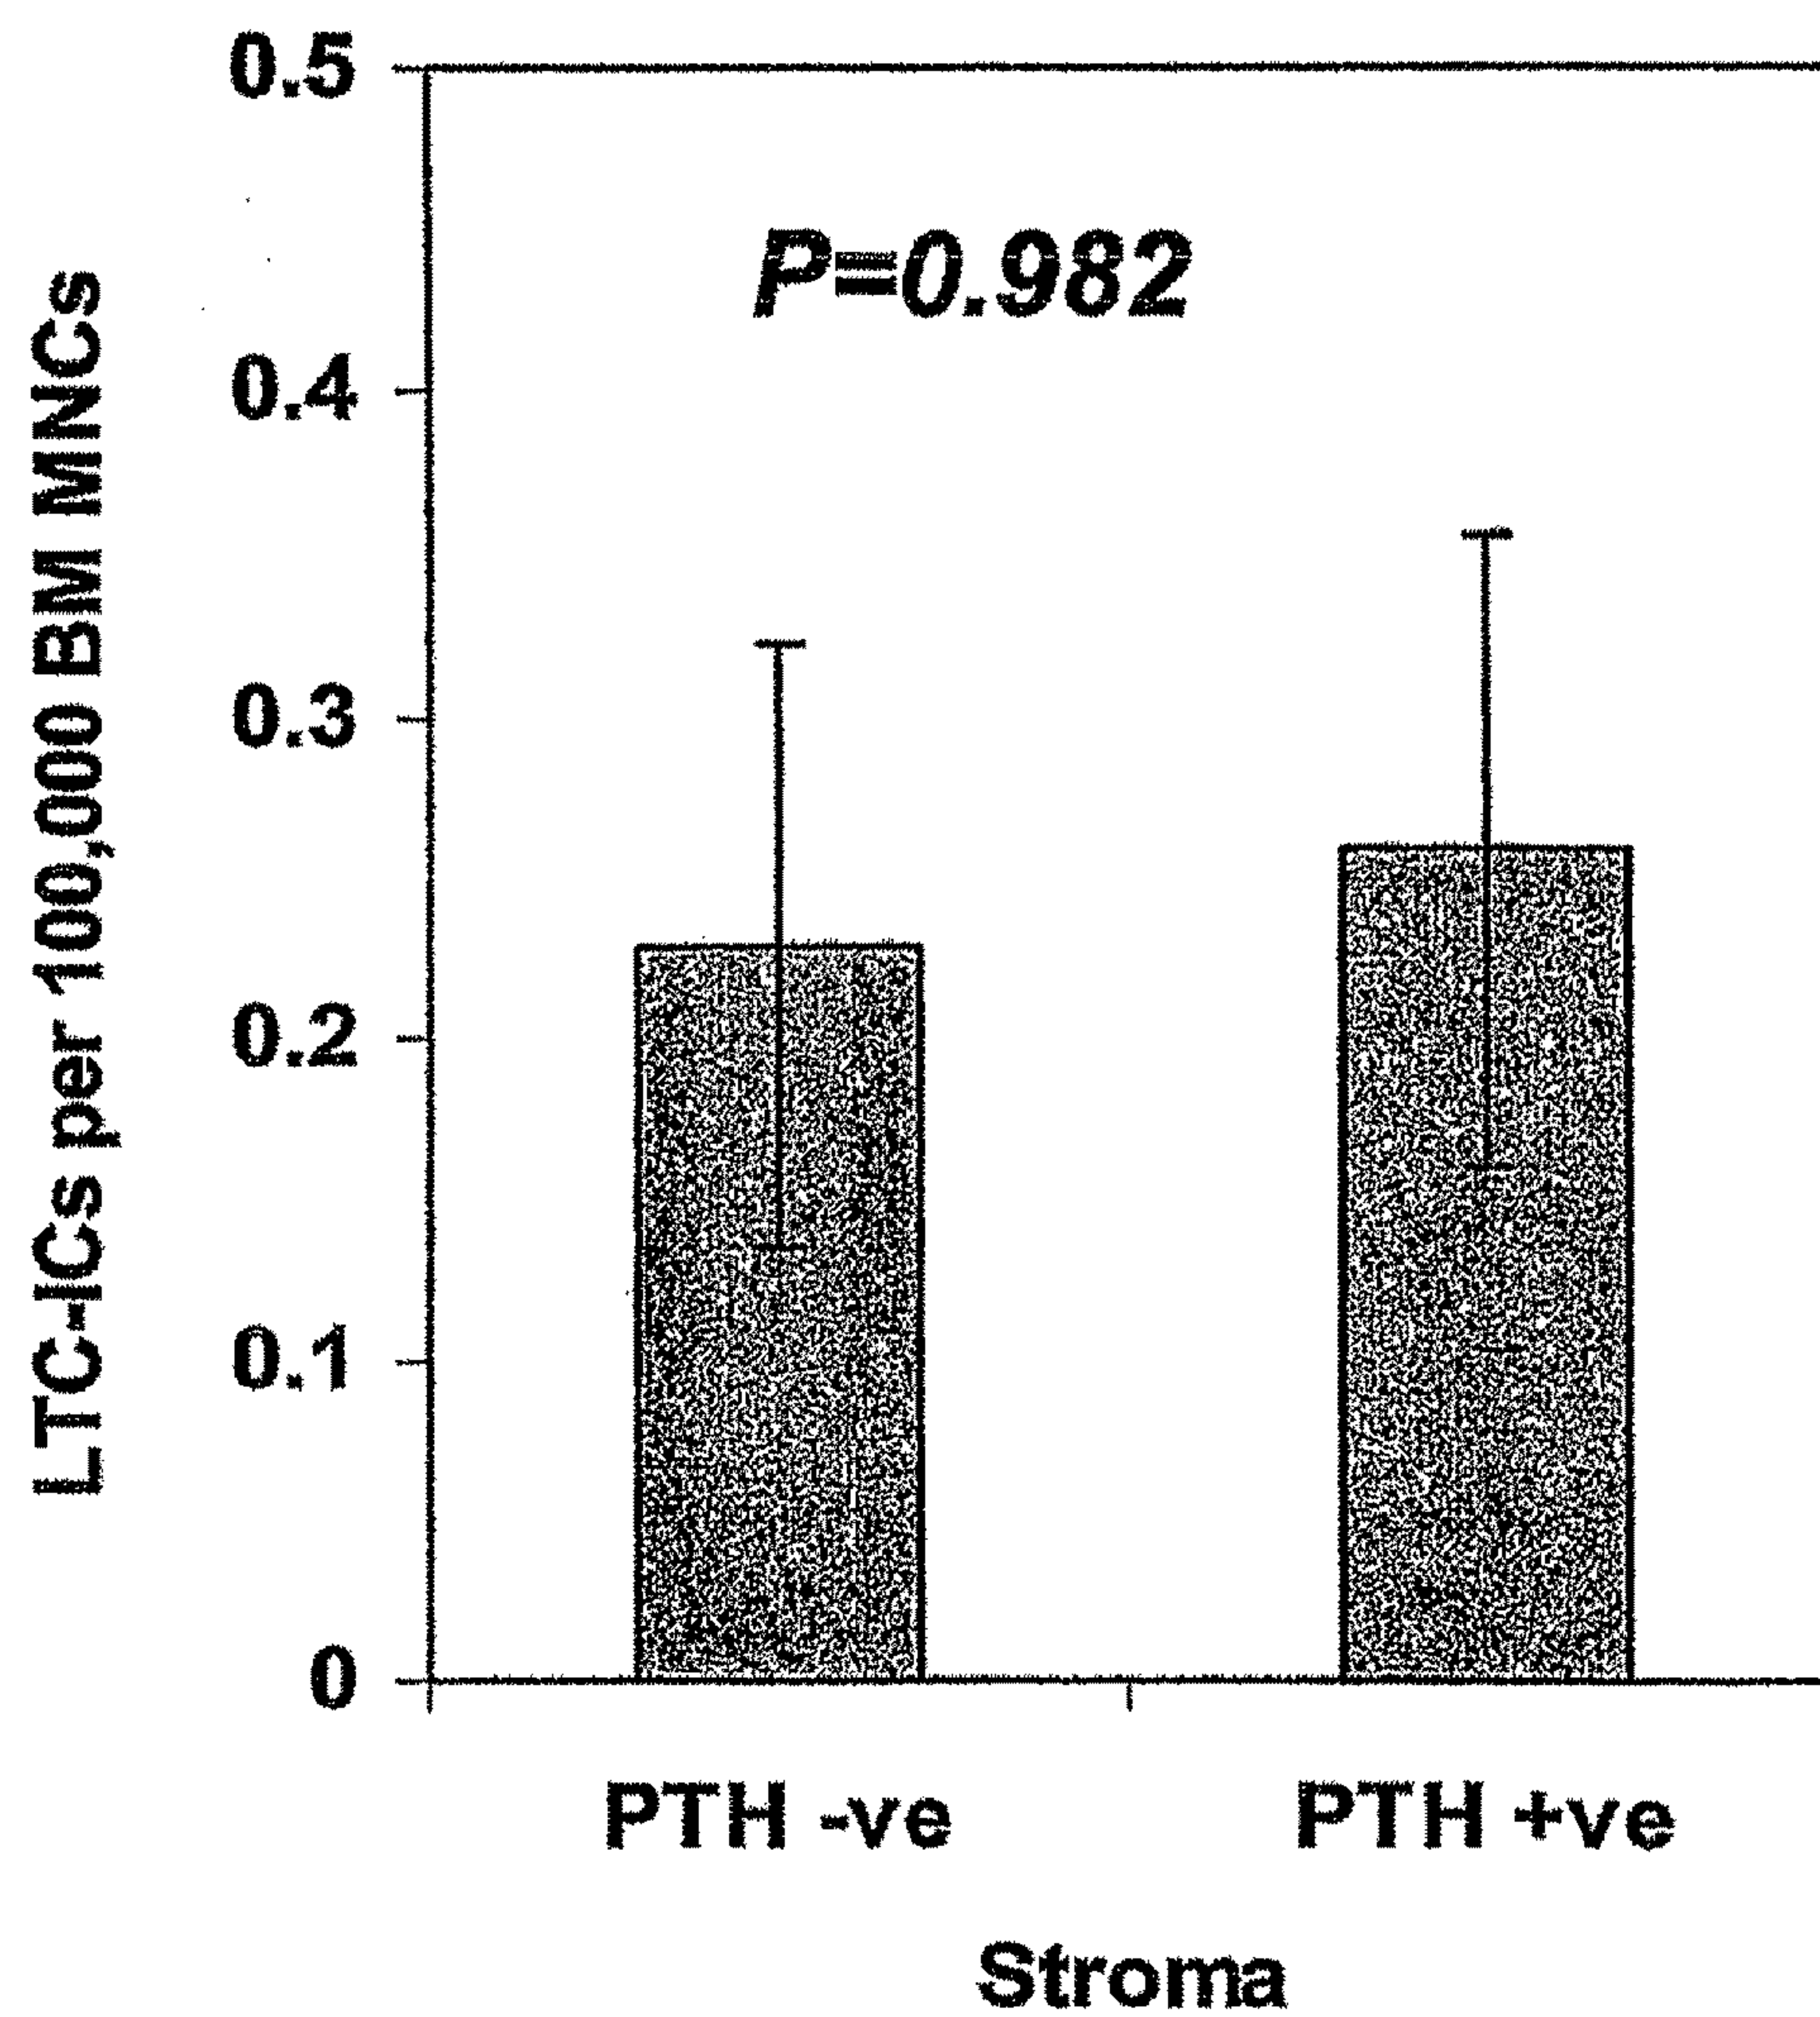 LTC-ICs per 100,000 BM MNCs
0.5
0.4
0.3
0.2
0.1
0
P=0.982
PTH -ve
PTH +ve
Stroma